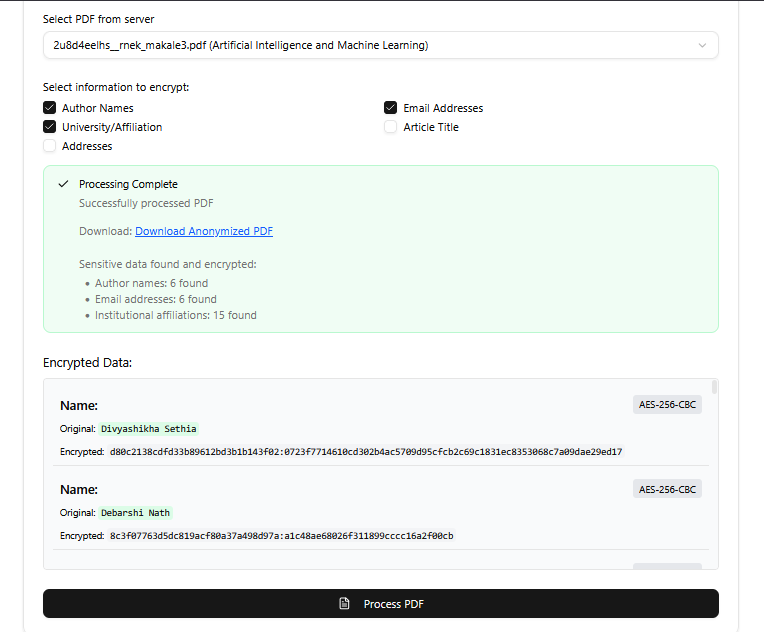 Select PDF from server
2u8d4eelhs__rnek_makale3.pdf (Artificial Intelligence and Machine Learning)
Select information to encrypt:
Author Names
Email Addresses
University/Affiliation
Article Title
Addresses
Processing Complete
Successfully processed PDF
Download: Download Anonymized PDF
Sensitive data found and encrypted:
• Author names: 6 found
• Email addresses: 6 found
• Institutional affiliations: 15 found
Encrypted Data:
Name:
AES-256-CBC
Original: Divyashikha Sethia
Encrypted: d80c2138cdfd33b89612bd3b1b143f02:0723f7714610cd302b4ac5709d95cfcb2c69c1831ec8353068c7a09dae29ed17
Name:
AES-256-CBC
Original: Debarshi Nath
Encrypted: 8c3f07763d5dc819acf80a37a498d97a:a1c48ae68026f311899cccc16a2f00cb
Process PDF